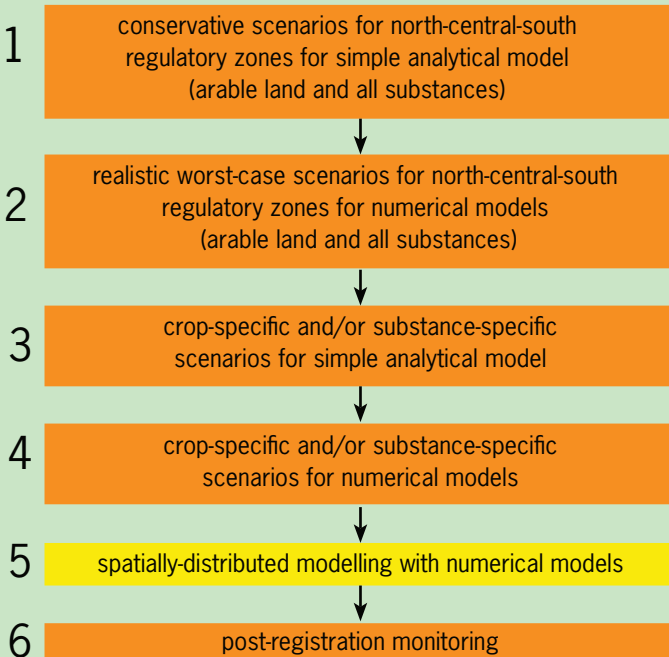 1
conservative scenarios for north-central-south
regulatory zones for simple analytical model
(arable land and all substances)
2
realistic worst-case scenarios for north-central-south
regulatory zones for numerical models
(arable land and all substances)
3
crop-specific and/or substance-specific
scenarios for simple analytical model
4
crop-specific and/or substance-specific
scenarios for numerical models
5
spatially-distributed modelling with numerical models
6
post-registration monitoring